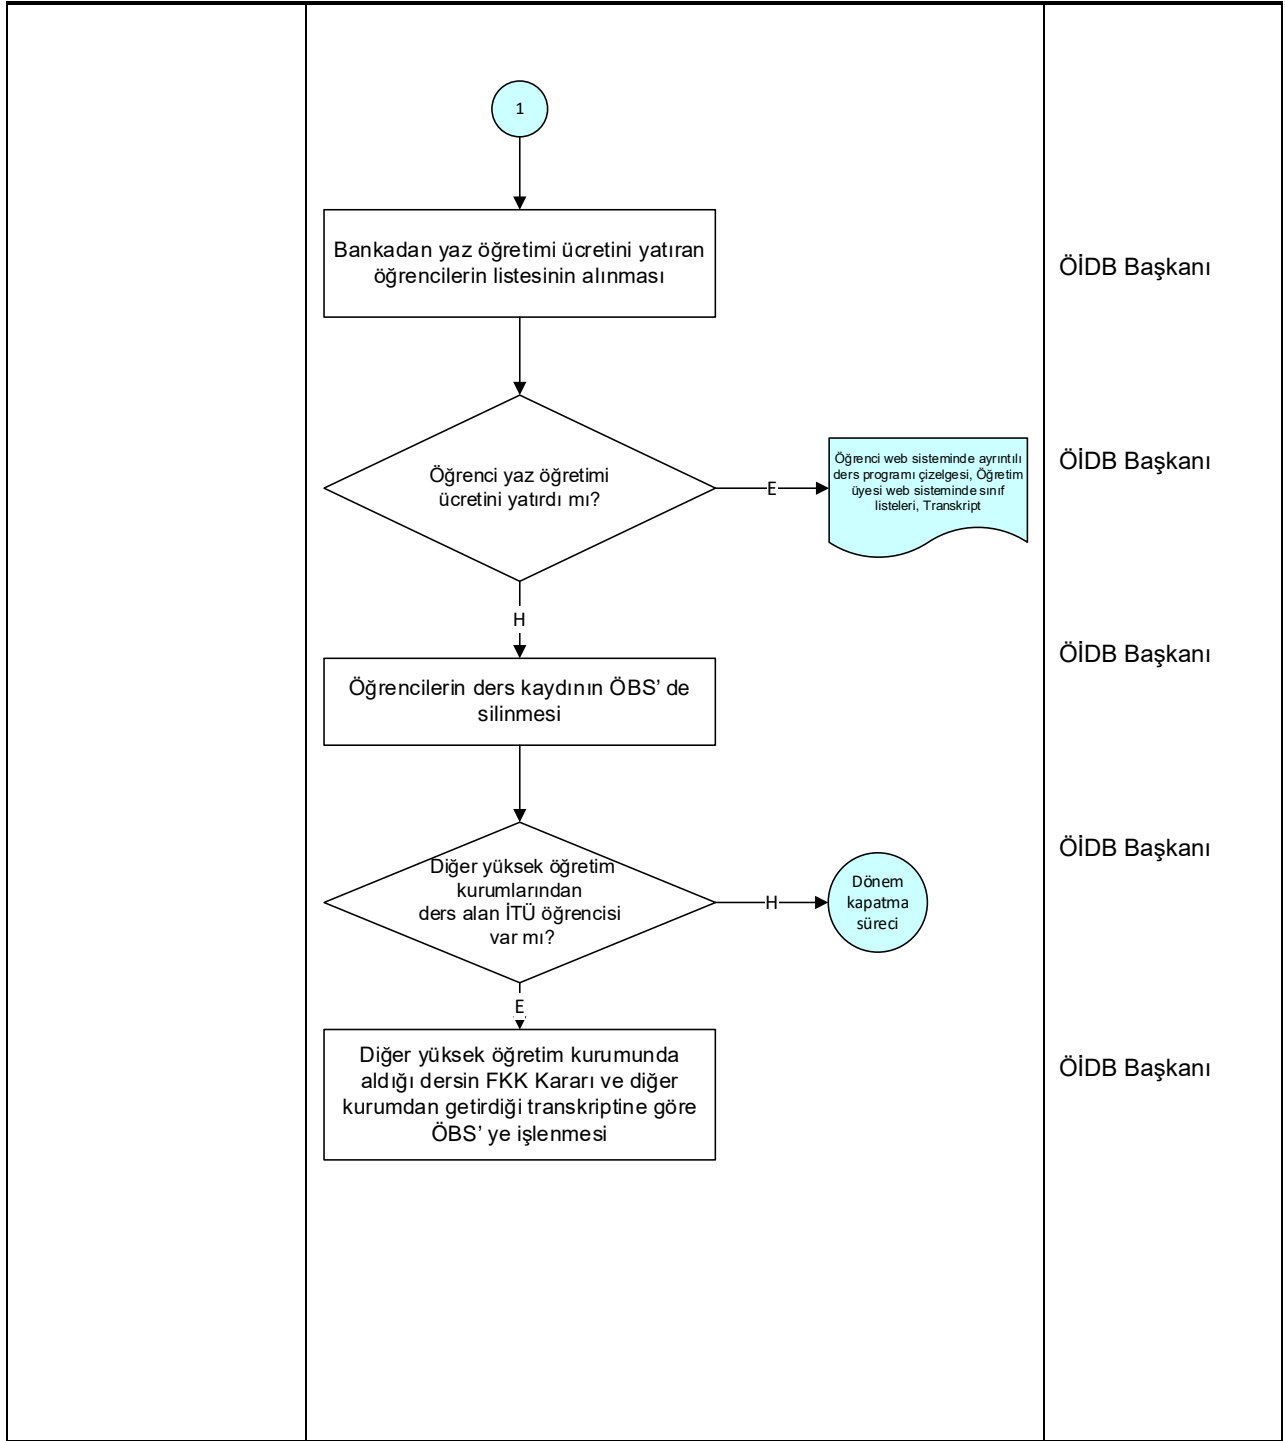 1
Bankadan yaz öğretimi ücretini yatıran
öğrencilerin listesinin alınması
ÖİDB Başkanı
Öğrenci yaz öğretimi
ücretini yatırdı mı?
E
Öğrenci web sisteminde ayrıntılı
ders programı çizelgesi, Öğretim
üyesi web sisteminde sınıf
listeleri, Transkript
ÖİDB Başkanı
H
Öğrencilerin ders kaydının ÖBS’ de
silinmesi
ÖİDB Başkanı
Diğer yüksek öğretim
kurumlarından
ders alan İTÜ öğrencisi
var mı?
H
Dönem
kapatma
süreci
ÖİDB Başkanı
E
Diğer yüksek öğretim kurumunda
aldığı dersin FKK Kararı ve diğer
kurumdan getirdiği transkriptine göre
ÖBS’ ye işlenmesi
ÖİDB Başkanı